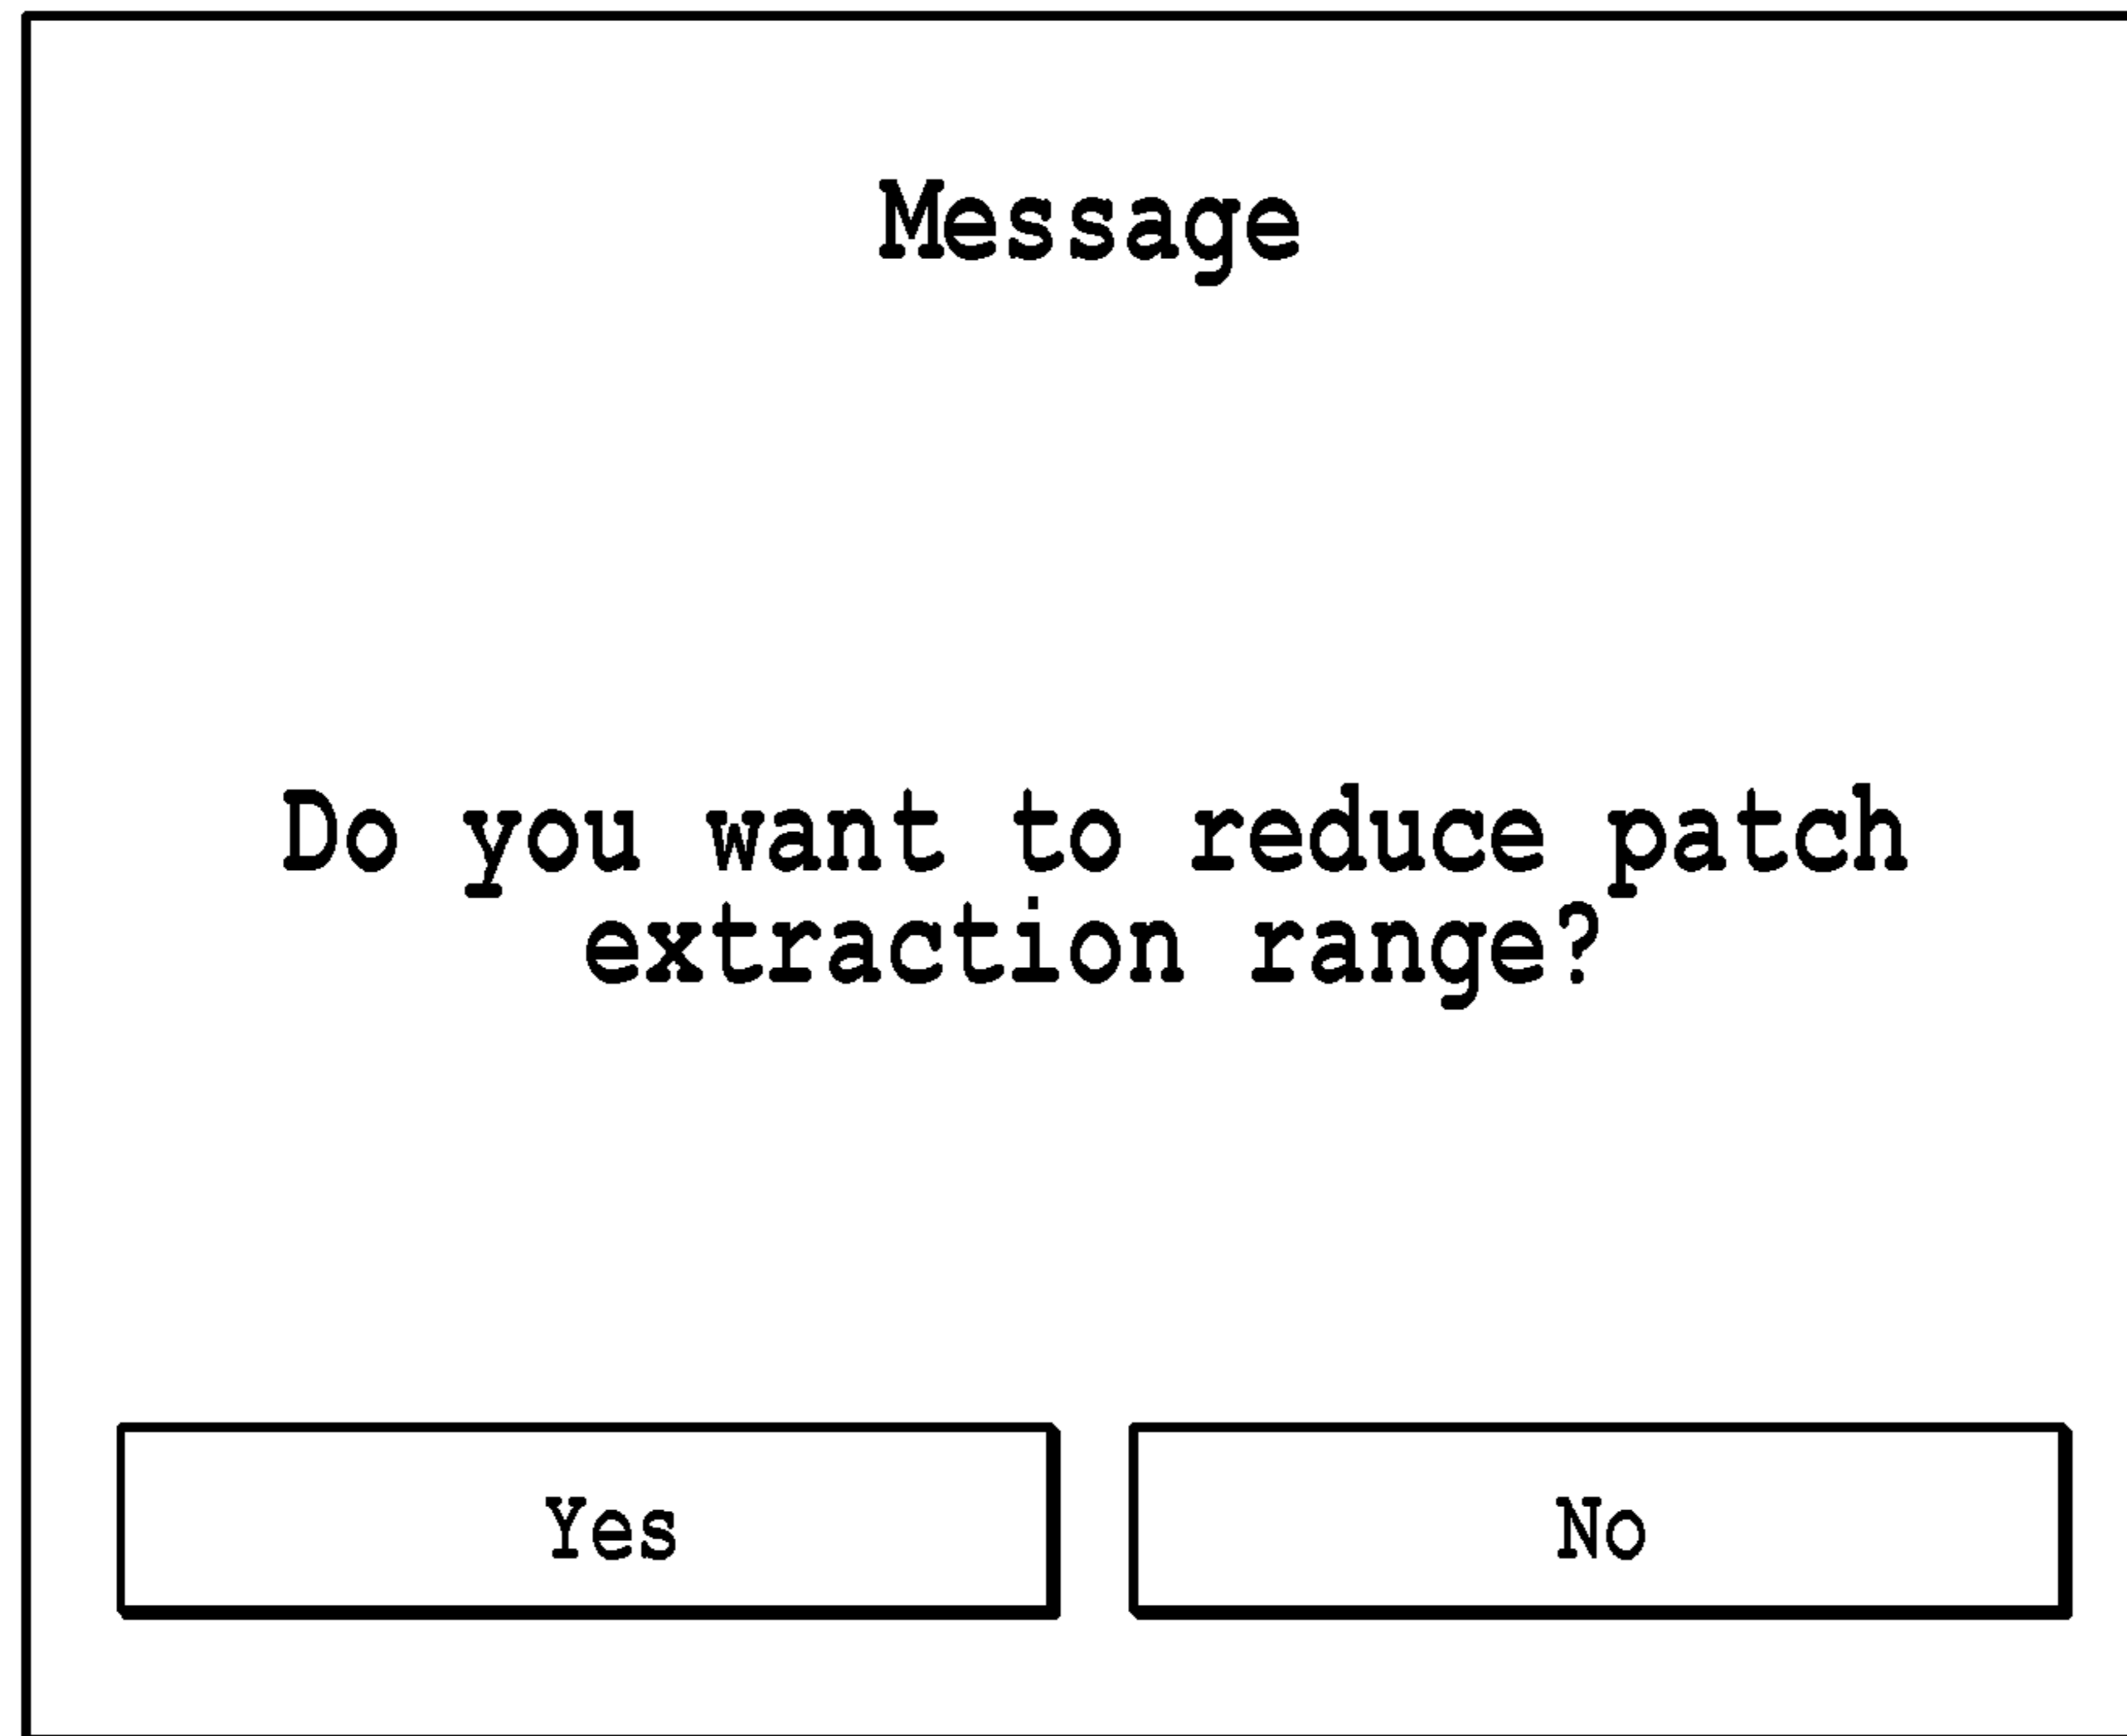 Message
Do you want to reduce patch
extraction range?
Yes
No